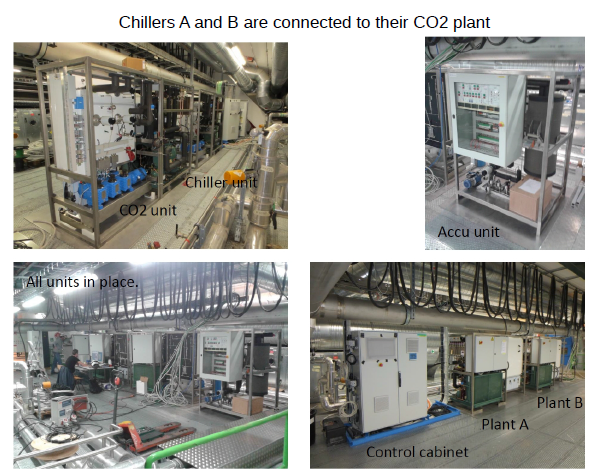 Chillers A and B are connected to their CO2 plant
Chiller unit
CO2 unit
Accu unit
All units in place.
Plant B
Plant A
Control cabinet